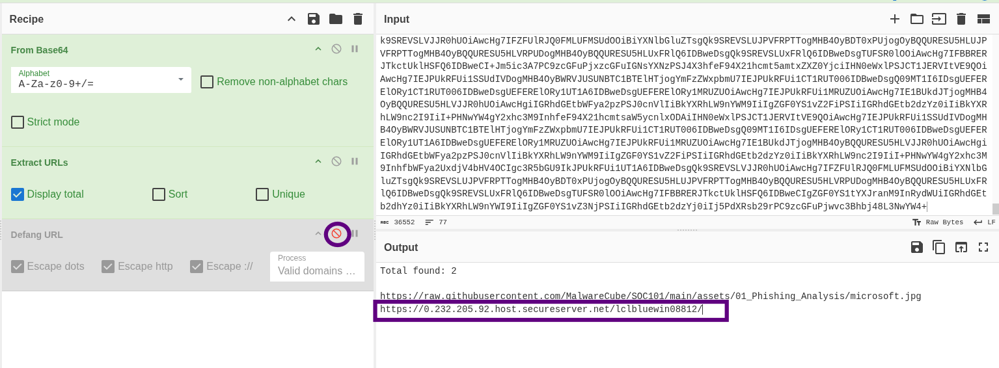 Recipe
From Base64
Alphabet
A-Za-z0-9+/=
Remove non-alphabet chars
Strict mode
Extract URLs
Display total
Sort
Unique
Defang URL
Escape dots
Escape http
Escape ://
Process
Valid domains …
Input
k9SREVSLVJJR0hUOiAwcHg7IFZFUlRJQ0FMLUFMSUdOOiBiYXNlbGluZTsgQk9SREVSLUJPVFRPTTogMHB4OyBDT0xPUjogOyBQQURESU5HLUJP
VFRPTTogMHB4OyBQQURESU5HLVRPUDogMHB4OyBQQURESU5HLUxFRlQ6IDBweDsgQk9SREVSLUxFRlQ6IDBweDsgTUFSR0lOOiAwcHg7IFBBRER
JTkctUklHSFQ6IDBweCI+Jm5ic3A7PC9zcGFuPjxzcGFuIGNsYXNzPSJ4X3hfeF94X21hcmt5amtxZXZ0YjciIHN0eWxlPSJCT1JERVItVE9QOi
AwcHg7IEJPUkRFUi1SSUdIVDogMHB4OyBWRVJUSUNBTC1BTElHTjogYmFzZWxpbmU7IEJPUkRFUi1CT1RUT006IDBweDsgQ09MT1I6IDsgUEFER
ElORy1CT1RUT006IDBweDsgUEFERElORy1UT1A6IDBweDsgUEFERElORy1MRUZUOiAwcHg7IEJPUkRFUi1MRUZUOiAwcHg7IE1BUkdJTjogMHB4
OyBQQURESU5HLVJJR0hUOiAwcHgiIGRhdGEtbWFya2pzPSJ0cnVlIiBkYXRhLW9nYWM9IiIgZGF0YS1vZ2FiPSIiIGRhdGEtb2dzYz0iIiBkYXR
hLW9nc2I9IiI+PHNwYW4gY2xhc3M9InhfeF94X21hcmtsaW5ycnlxODAiIHN0eWxlPSJCT1JERVItVE9QOiAwcHg7IEJPUkRFUi1SSUdIVDogMH
B4OyBWRVJUSUNBTC1BTElHTjogYmFzZWxpbmU7IEJPUkRFUi1CT1RUT006IDBweDsgQ09MT1I6IDsgUEFERElORy1CT1RUT006IDBweDsgUEFER
ElORy1UT1A6IDBweDsgUEFERElORy1MRUZUOiAwcHg7IEJPUkRFUi1MRUZUOiAwcHg7IE1BUkdJTjogMHB4OyBQQURESU5HLVJJR0hUOiAwcHgi
IGRhdGEtbWFya2pzPSJ0cnVlIiBkYXRhLW9nYWM9IiIgZGF0YS1vZ2FiPSIiIGRhdGEtb2dzYz0iIiBkYXRhLW9nc2I9IiI+PHNwYW4gY2xhc3M
9InhfbWFya2UxdjV4bHV4OCIgc3R5bGU9IkJPUkRFUi1UT1A6IDBweDsgQk9SREVSLVJJR0hUOiAwcHg7IFZFUlRJQ0FMLUFMSUdOOiBiYXNlbG
luZTsgQk9SREVSLUJPVFRPTTogMHB4OyBDT0xPUjogOyBQQURESU5HLUJPVFRPTTogMHB4OyBQQURESU5HLVRPUDogMHB4OyBQQURESU5HLUxFR
lQ6IDBweDsgQk9SREVSLUxFRlQ6IDBweDsgTUFSR0lOOiAwcHg7IFBBRERJTkctUklHSFQ6IDBweCIgZGF0YS1tYXJranM9InRydWUiIGRhdGEt
b2dhYz0iIiBkYXRhLW9nYWI9IiIgZGF0YS1vZ3NjPSIiIGRhdGEtb2dzYj0iIj5PdXRsb29rPC9zcGFuPjwvc3Bhbj48L3NwYW4+
36552
77
Raw Bytes
LF
Output
Total found: 2
https://raw.githubusercontent.com/MalwareCube/SOC101/main/assets/01_Phishing_Analysis/microsoft.jpg
https://0.232.205.92.host.secureserver.net/lclbluewin08812/